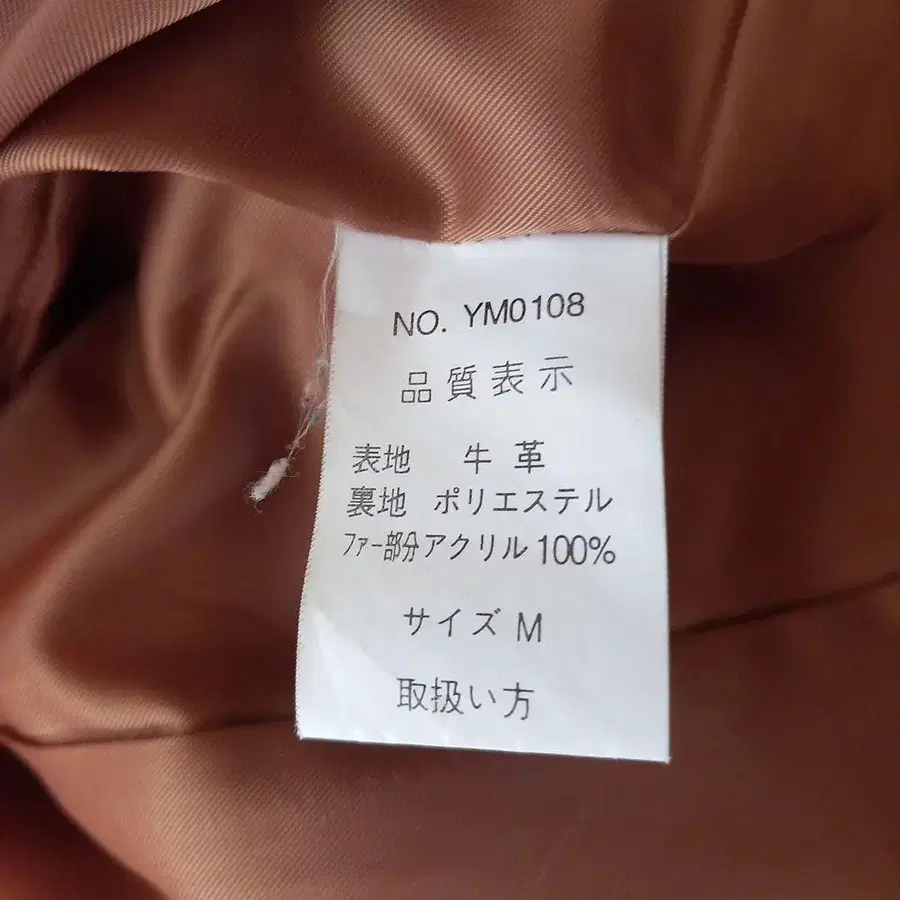 NO. YM0108
品質表示
表地 牛革
裏地 ポリエステル
ファー部分アクリル100%
サイズ M
取扱い方